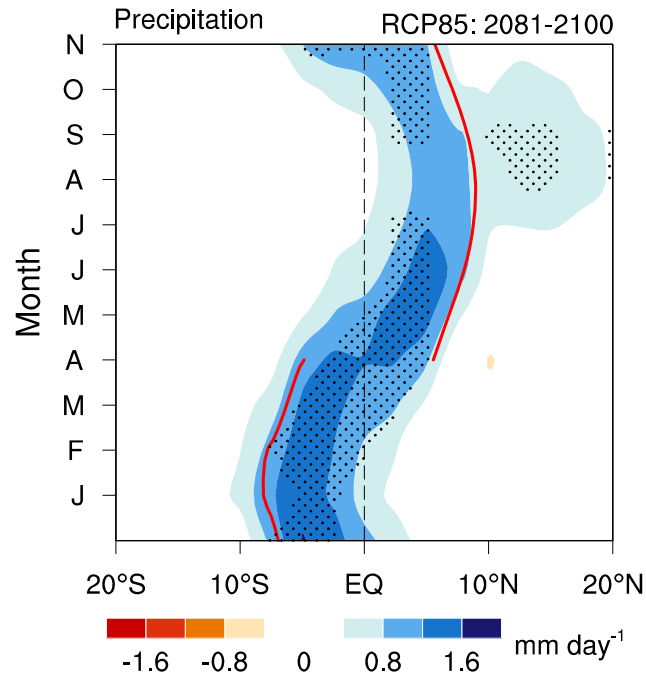 Precipitation RCP85: 2081-2100
N
O
S
A
J
J
M
A
M
F
J
Month
20°S 10°S EQ 10°N 20°N
-1.6 -0.8 0 0.8 1.6 mm day⁻¹